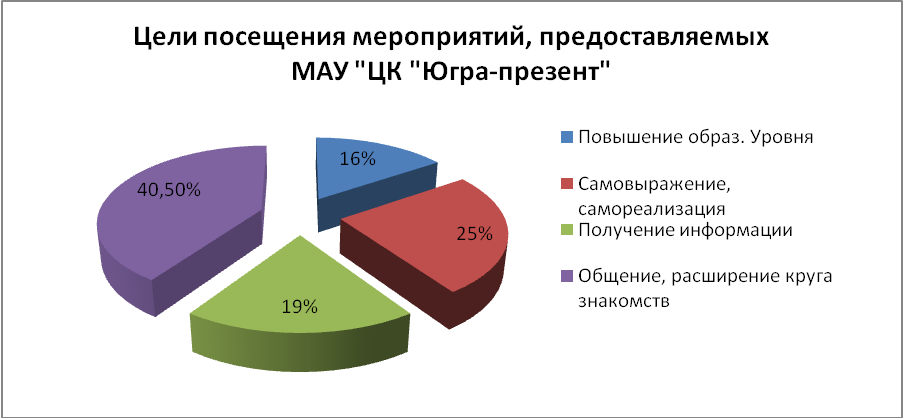 Цели посещения мероприятий, предоставляемых
МАУ "ЦК "Югра-презент"
16%
40,50%
25%
19%
Повышение образ. Уровня
Самовыражение,
самореализация
Получение информации
Общение, расширение круга
знакомств